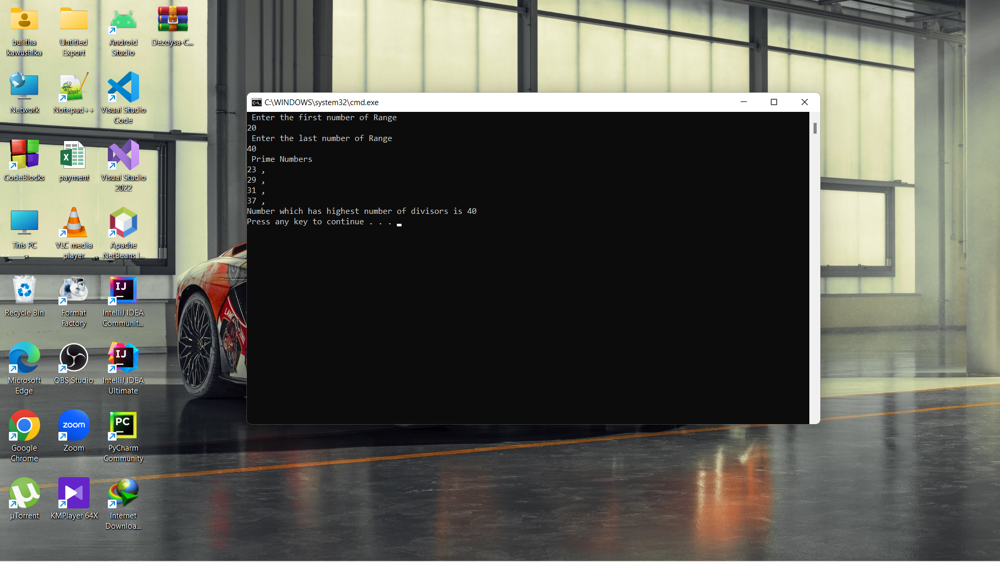 bulitha
kawushika
Untitled
Export
Android
Studio
Dezoysa-C...
Network
Notepad++
Visual Studio
Code
CodeBlocks
payment
Visual Studio
2022
This PC
VLC media
player
Apache
NetBeans I...
Recycle Bin
Format
Factory
IntelliJ IDEA
Communit...
Microsoft
Edge
OBS Studio
IntelliJ IDEA
Ultimate
Google
Chrome
zoom
Zoom
PC
PyCharm
Community
µTorrent
KMPlayer 64X
Internet
Downloa...
C:\WINDOWS\system32\cmd.exe
Enter the first number of Range
20
Enter the last number of Range
40
Prime Numbers
23 ,
29 ,
31 ,
37 ,
Number which has highest number of divisors is 40
Press any key to continue . . .